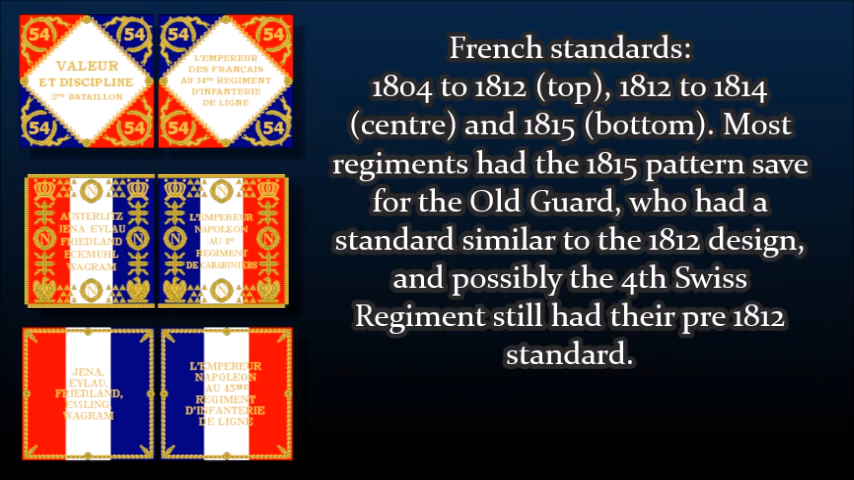 54 54
VALEUR
ET DISCIPLINE
3me BATAILLON
54 54
54 54
L'EMPEREUR
DES FRANÇAIS
AU 54me REGIMENT
D'INFANTERIE
DE LIGNE
54 54
N
AUSTERLITZ
JENA EYLAU
FRIEDLAND
ECKMUHL
WAGRAM
N N
N
N
L'EMPEREUR
NAPOLEON
AU 1er
REGIMENT
DE CARABINIERS
N N
N
JENA,
EYLAU,
FRIEDLAND,
ESSLING,
WAGRAM
L'EMPEREUR
NAPOLEON
AU 45ME
REGIMENT
D'INFANTERIE
DE LIGNE
French standards:
1804 to 1812 (top), 1812 to 1814
(centre) and 1815 (bottom). Most
regiments had the 1815 pattern save
for the Old Guard, who had a
standard similar to the 1812 design,
and possibly the 4th Swiss
Regiment still had their pre 1812
standard.